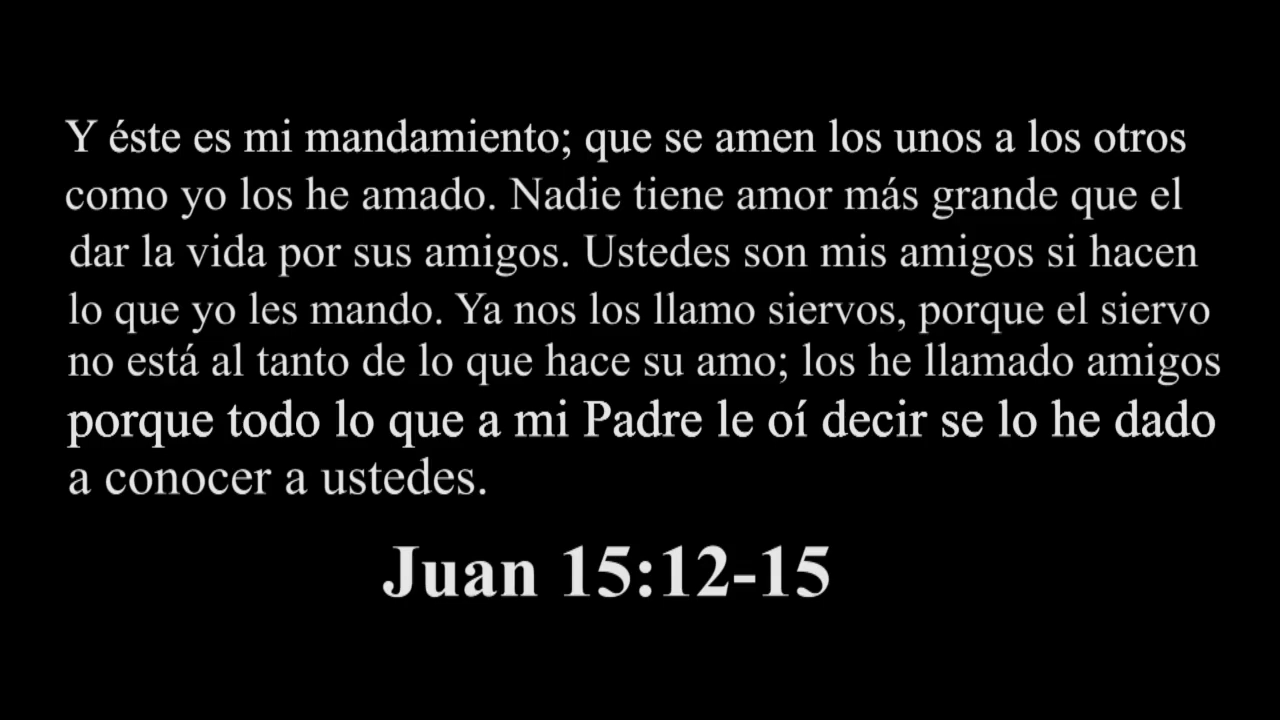 Y éste es mi mandamiento; que se amen los unos a los otros
como yo los he amado. Nadie tiene amor más grande que el
dar la vida por sus amigos. Ustedes son mis amigos si hacen
lo que yo les mando. Ya nos los llamo siervos, porque el siervo
no está al tanto de lo que hace su amo; los he llamado amigos
porque todo lo que a mi Padre le oí decir se lo he dado
a conocer a ustedes.
Juan 15:12-15